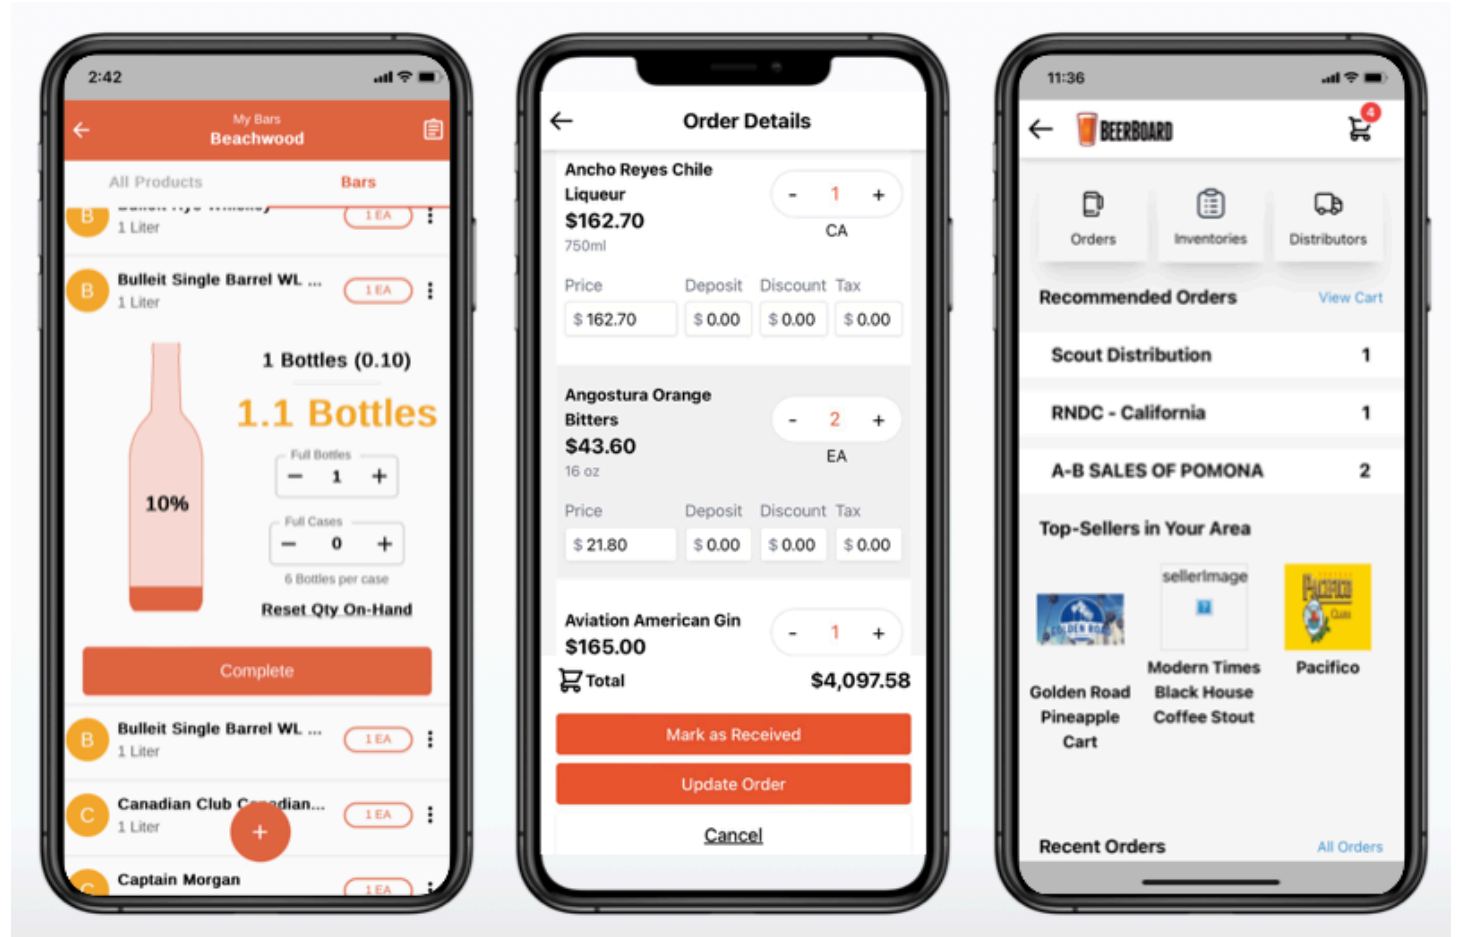 2:42
My Bars
Beachwood
All Products Bars
1 EA
1 Liter
B
Bulleit Single Barrel WL ...
1 EA
1 Liter
1 Bottles (0.10)
1.1 Bottles
Full Bottles
− 1 +
10%
Full Cases
− 0 +
6 Bottles per case
Reset Qty On-Hand
Complete
B
Bulleit Single Barrel WL ...
1 EA
1 Liter
C
1 EA
1 Liter
+
Captain Morgan
1 EA
Order Details
Ancho Reyes Chile
Liqueur
- 1 +
$162.70
CA
750ml
Price Deposit Discount Tax
$ 162.70 $ 0.00 $ 0.00 $ 0.00
Angostura Orange
Bitters
- 2 +
$43.60
EA
16 oz
Price Deposit Discount Tax
$ 21.80 $ 0.00 $ 0.00 $ 0.00
Aviation American Gin
- 1 +
$165.00
Total $4,097.58
Mark as Received
Update Order
Cancel
11:36
BEERBOARD
4
Orders Inventories Distributors
Recommended Orders View Cart
Scout Distribution 1
RNDC - California 1
A-B SALES OF POMONA 2
Top-Sellers in Your Area
sellerImage
?
PACIFICO
Golden Road
Pineapple
Cart
Modern Times
Black House
Coffee Stout
Pacifico
Recent Orders All Orders